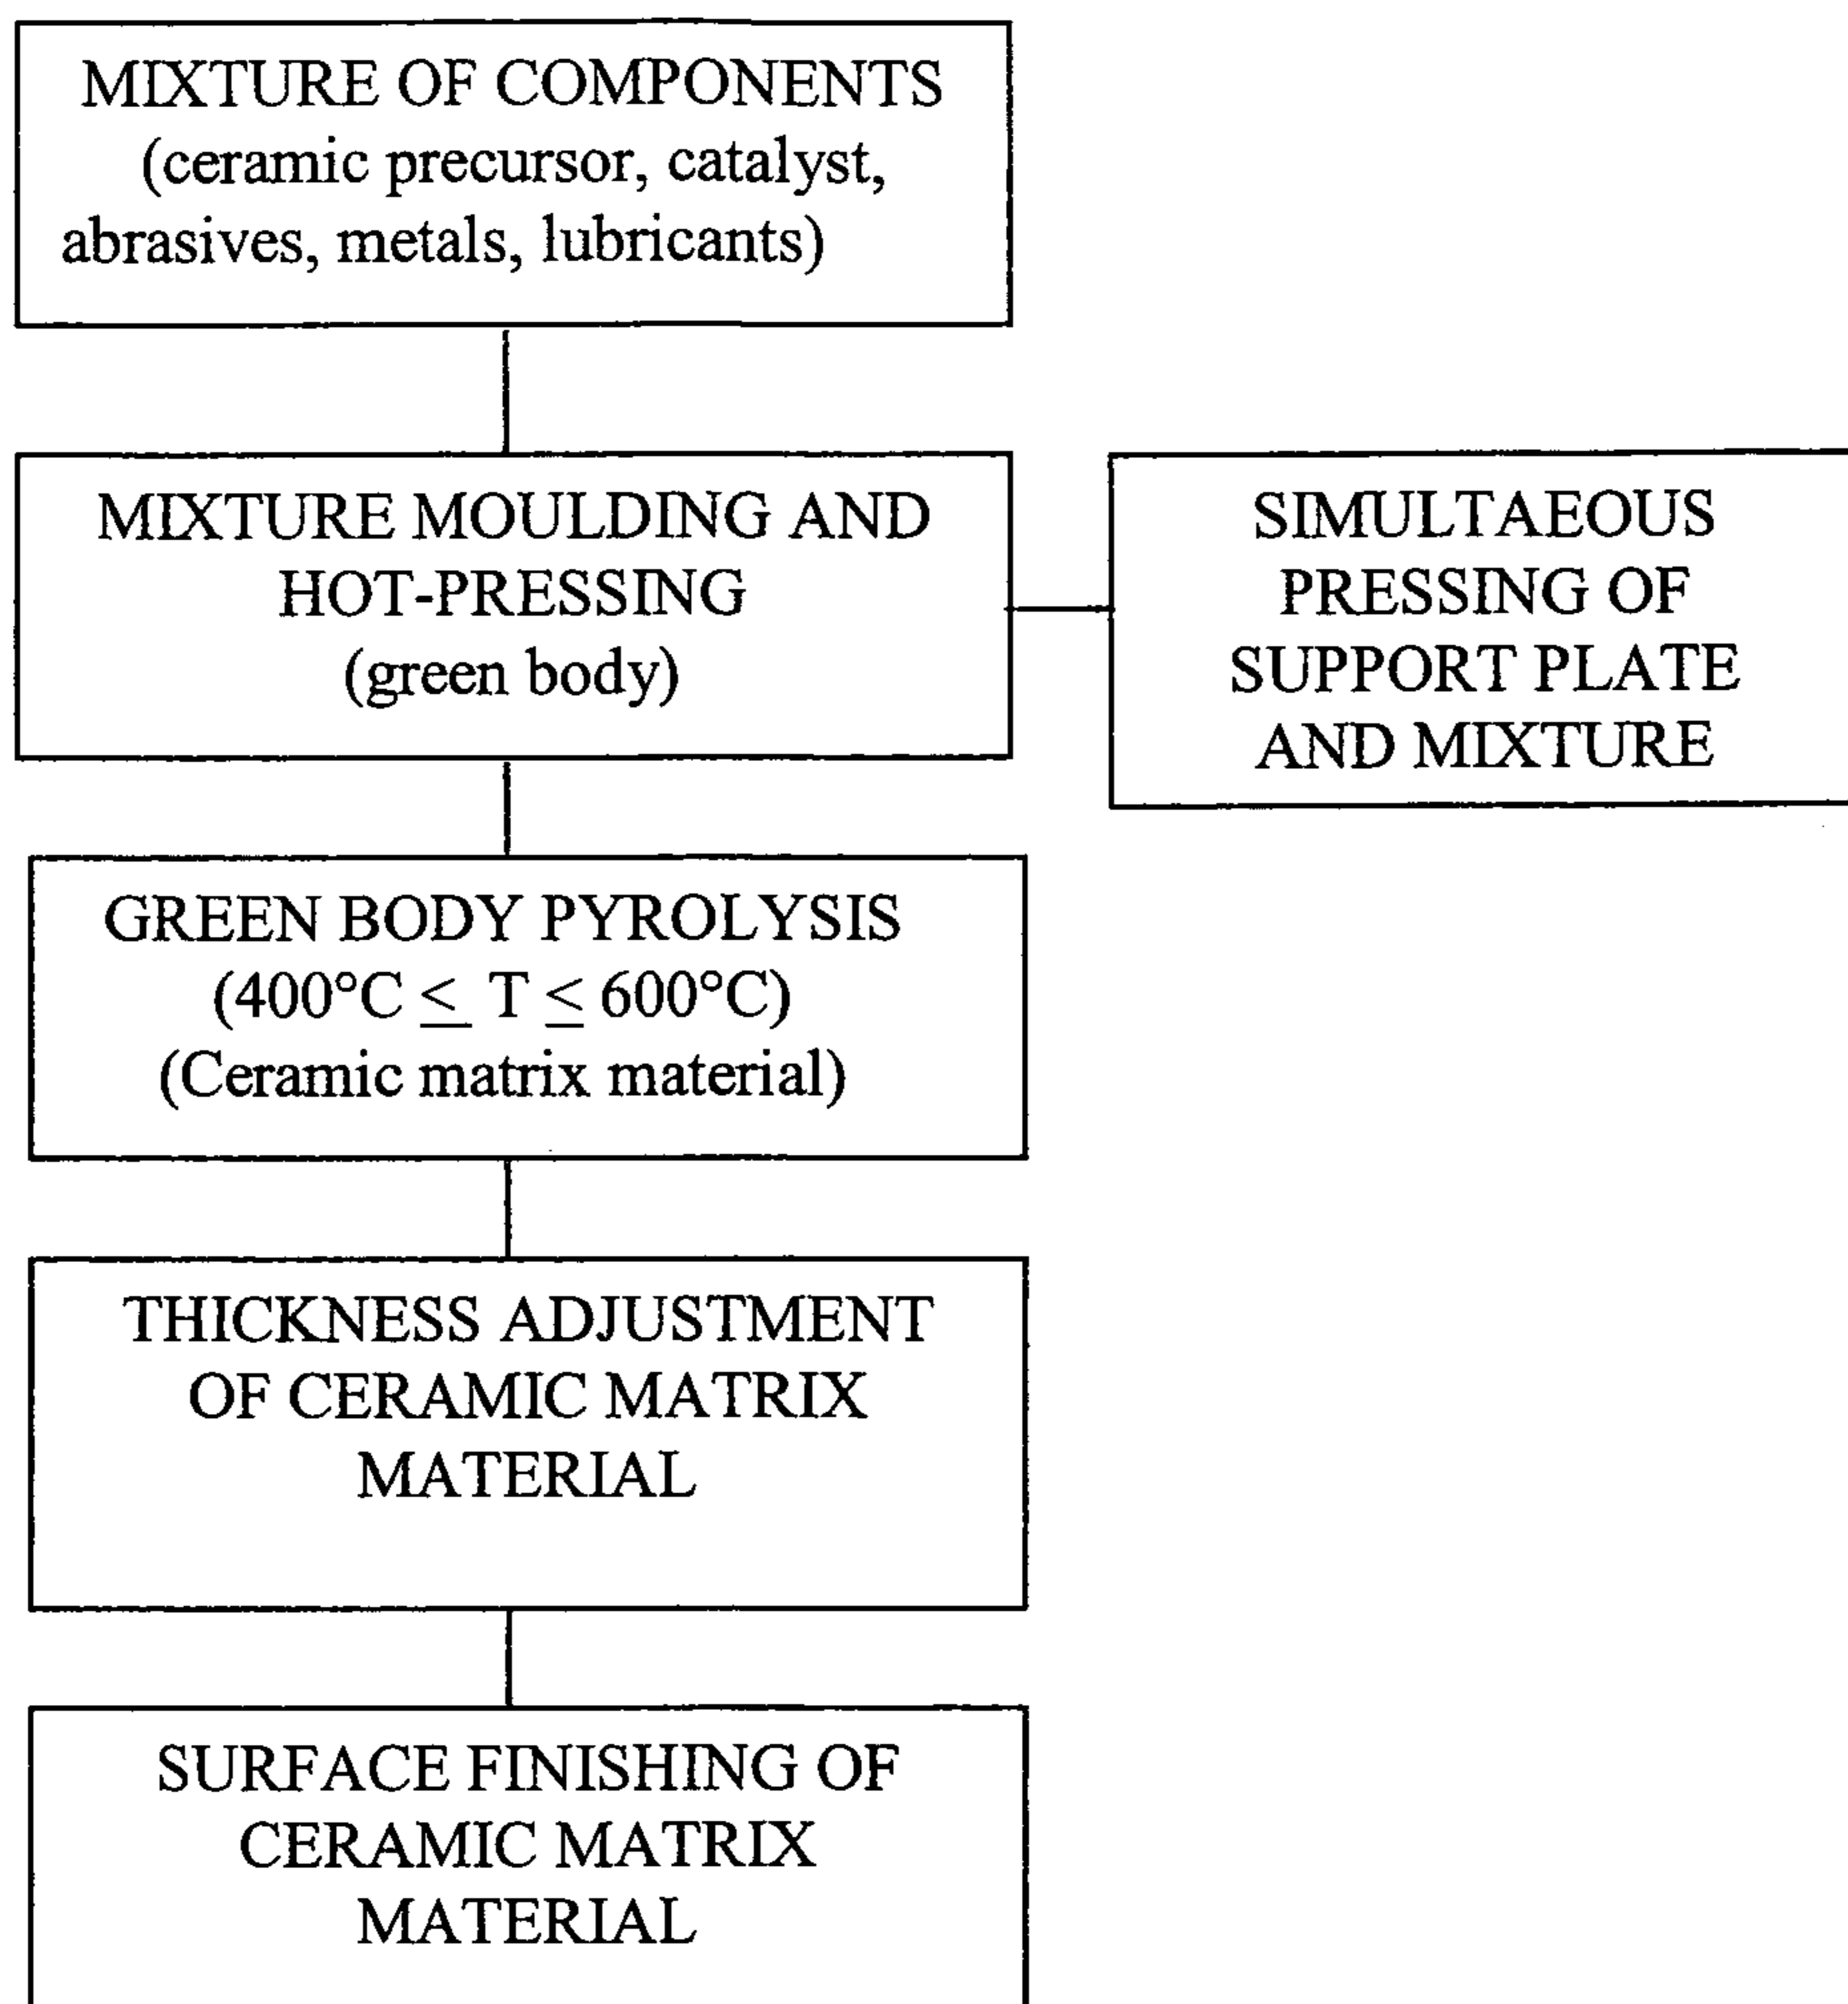 MIXTURE OF COMPONENTS
(ceramic precursor, catalyst,
abrasives, metals, lubricants)
MIXTURE MOULDING AND
HOT-PRESSING
(green body)
SIMULTAEOUS
PRESSING OF
SUPPORT PLATE
AND MIXTURE
GREEN BODY PYROLYSIS
(400°C ≤ T ≤ 600°C)
(Ceramic matrix material)
THICKNESS ADJUSTMENT
OF CERAMIC MATRIX
MATERIAL
SURFACE FINISHING OF
CERAMIC MATRIX
MATERIAL